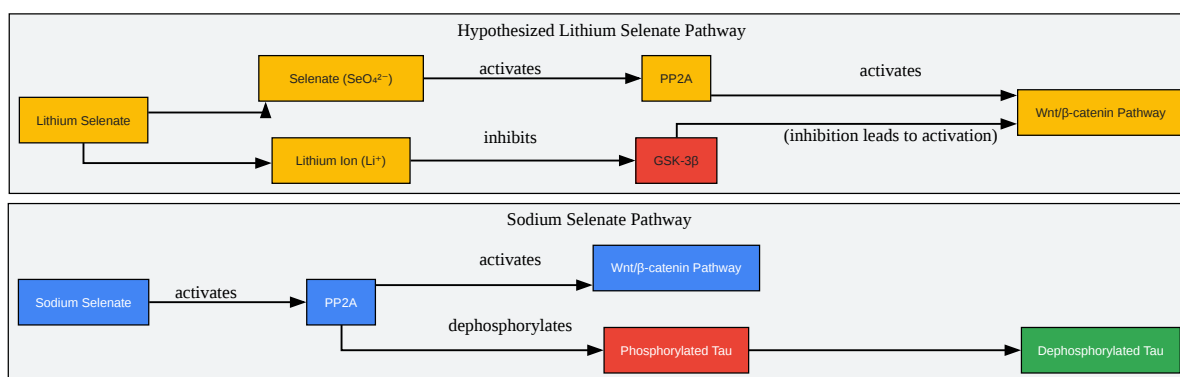 Hypothesized Lithium Selenate Pathway
Selenate (SeO₄²⁻)
activates
PP2A
activates
Lithium Selenate
Wnt/β-catenin Pathway
Lithium Ion (Li⁺)
inhibits
GSK-3β
(inhibition leads to activation)
Sodium Selenate Pathway
Sodium Selenate
activates
PP2A
activates
Wnt/β-catenin Pathway
dephosphorylates
Phosphorylated Tau
Dephosphorylated Tau